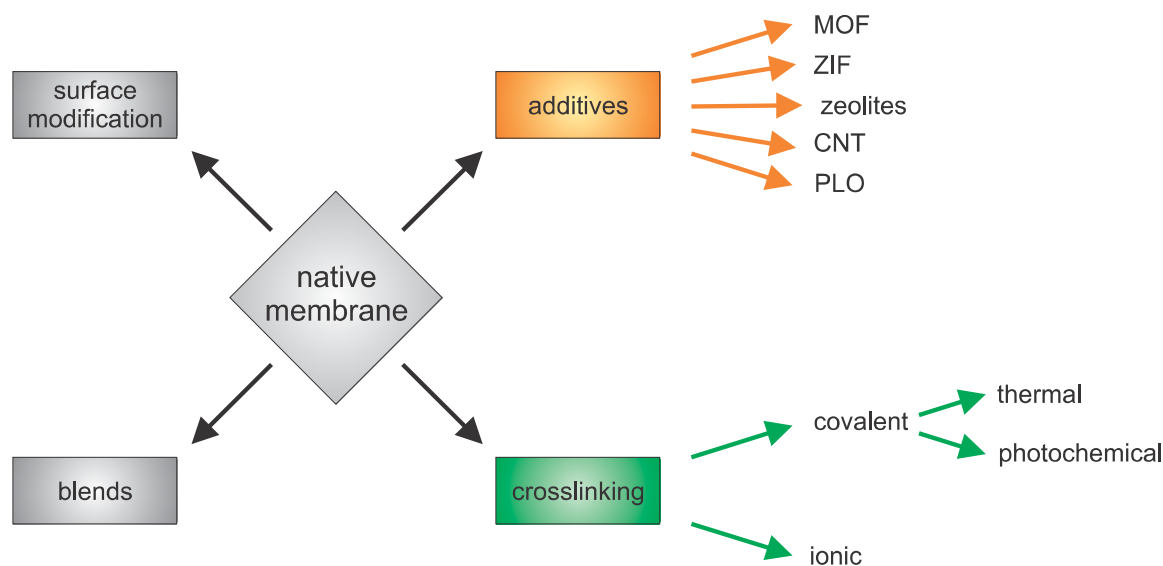 surface
modification
additives
MOF
ZIF
zeolites
CNT
PLO
native
membrane
blends
crosslinking
covalent
thermal
photochemical
ionic